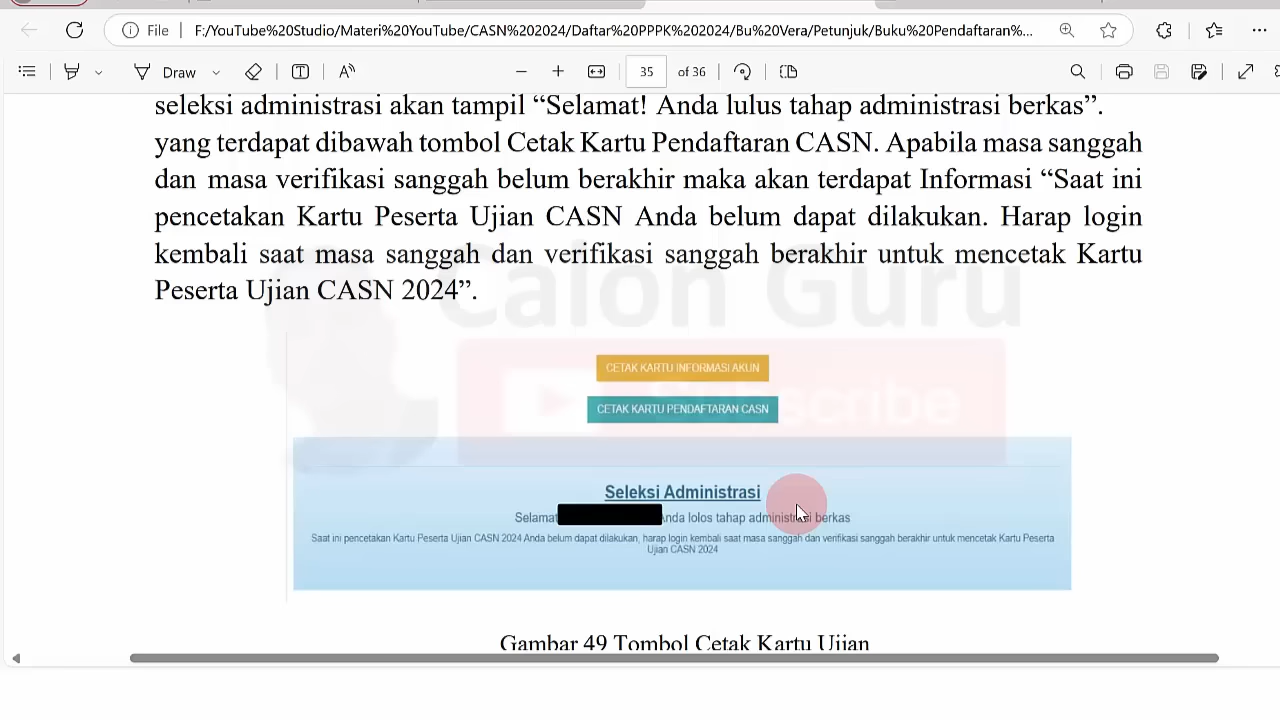 File
F:/YouTube%20Studio/Materi%20YouTube/CASN%202024/Daftar%20PPPK%202024/Bu%20Vera/Petunjuk/Buku%20Pendaftaran%...
Draw
35 of 36
seleksi administrasi akan tampil “Selamat! Anda lulus tahap administrasi berkas”.
yang terdapat dibawah tombol Cetak Kartu Pendaftaran CASN. Apabila masa sanggah
dan masa verifikasi sanggah belum berakhir maka akan terdapat Informasi “Saat ini
pencetakan Kartu Peserta Ujian CASN Anda belum dapat dilakukan. Harap login
kembali saat masa sanggah dan verifikasi sanggah berakhir untuk mencetak Kartu
Peserta Ujian CASN 2024”.
Calon Guru
Subscribe
CETAK KARTU INFORMASI AKUN
CETAK KARTU PENDAFTARAN CASN
Seleksi Administrasi
Selamat Anda lolos tahap administrasi berkas
Saat ini pencetakan Kartu Peserta Ujian CASN 2024 Anda belum dapat dilakukan, harap login kembali saat masa sanggah dan verifikasi sanggah berakhir untuk mencetak Kartu Peserta
Ujian CASN 2024
Gambar 49 Tombol Cetak Kartu Ujian